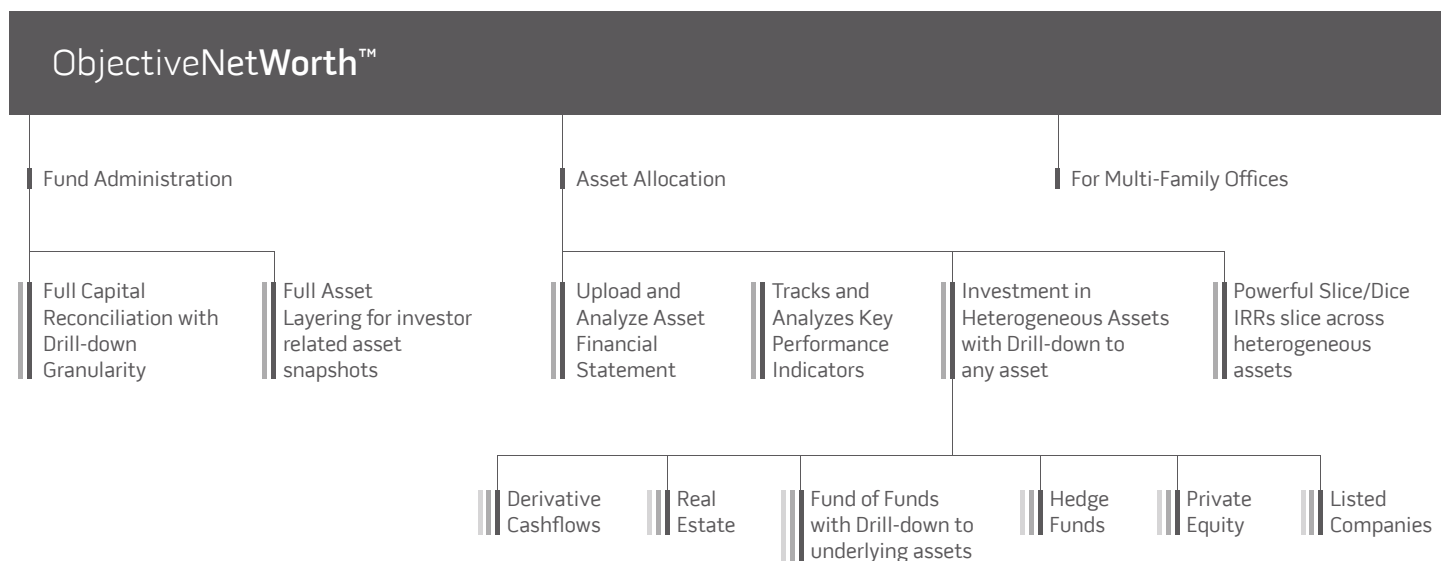 ObjectiveNetWorth™
Fund Administration
Asset Allocation
For Multi-Family Offices
Full Capital
Reconciliation with
Drill-down
Granularity
Full Asset
Layering for investor
related asset
snapshots
Upload and
Analyze Asset
Financial
Statement
Tracks and
Analyzes Key
Performance
Indicators
Investment in
Heterogeneous Assets
with Drill-down to
any asset
Powerful Slice/Dice
IRRs slice across
heterogeneous
assets
Derivative
Cashflows
Real
Estate
Fund of Funds
with Drill-down to
underlying assets
Hedge
Funds
Private
Equity
Listed
Companies